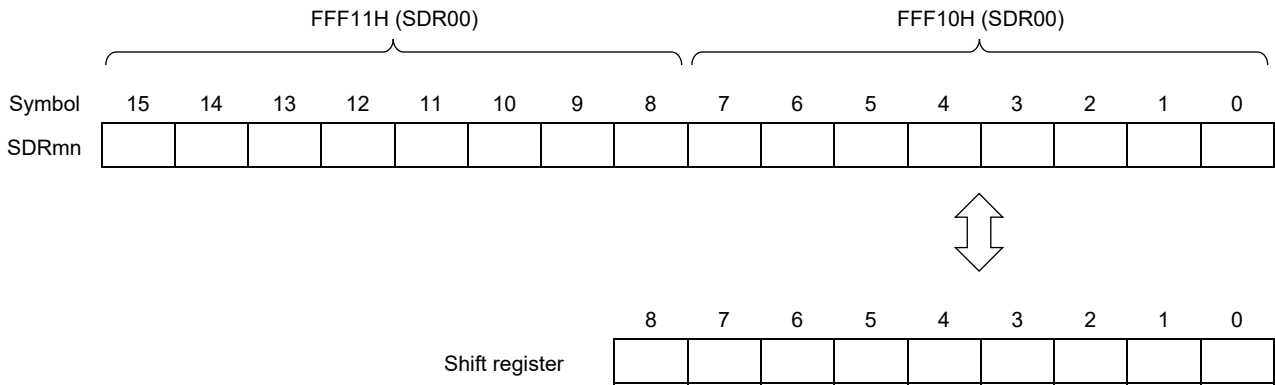 FFF11H (SDR00) FFF10H (SDR00)
Symbol 15 14 13 12 11 10 9 8 7 6 5 4 3 2 1 0
SDRmn
8 7 6 5 4 3 2 1 0
Shift register